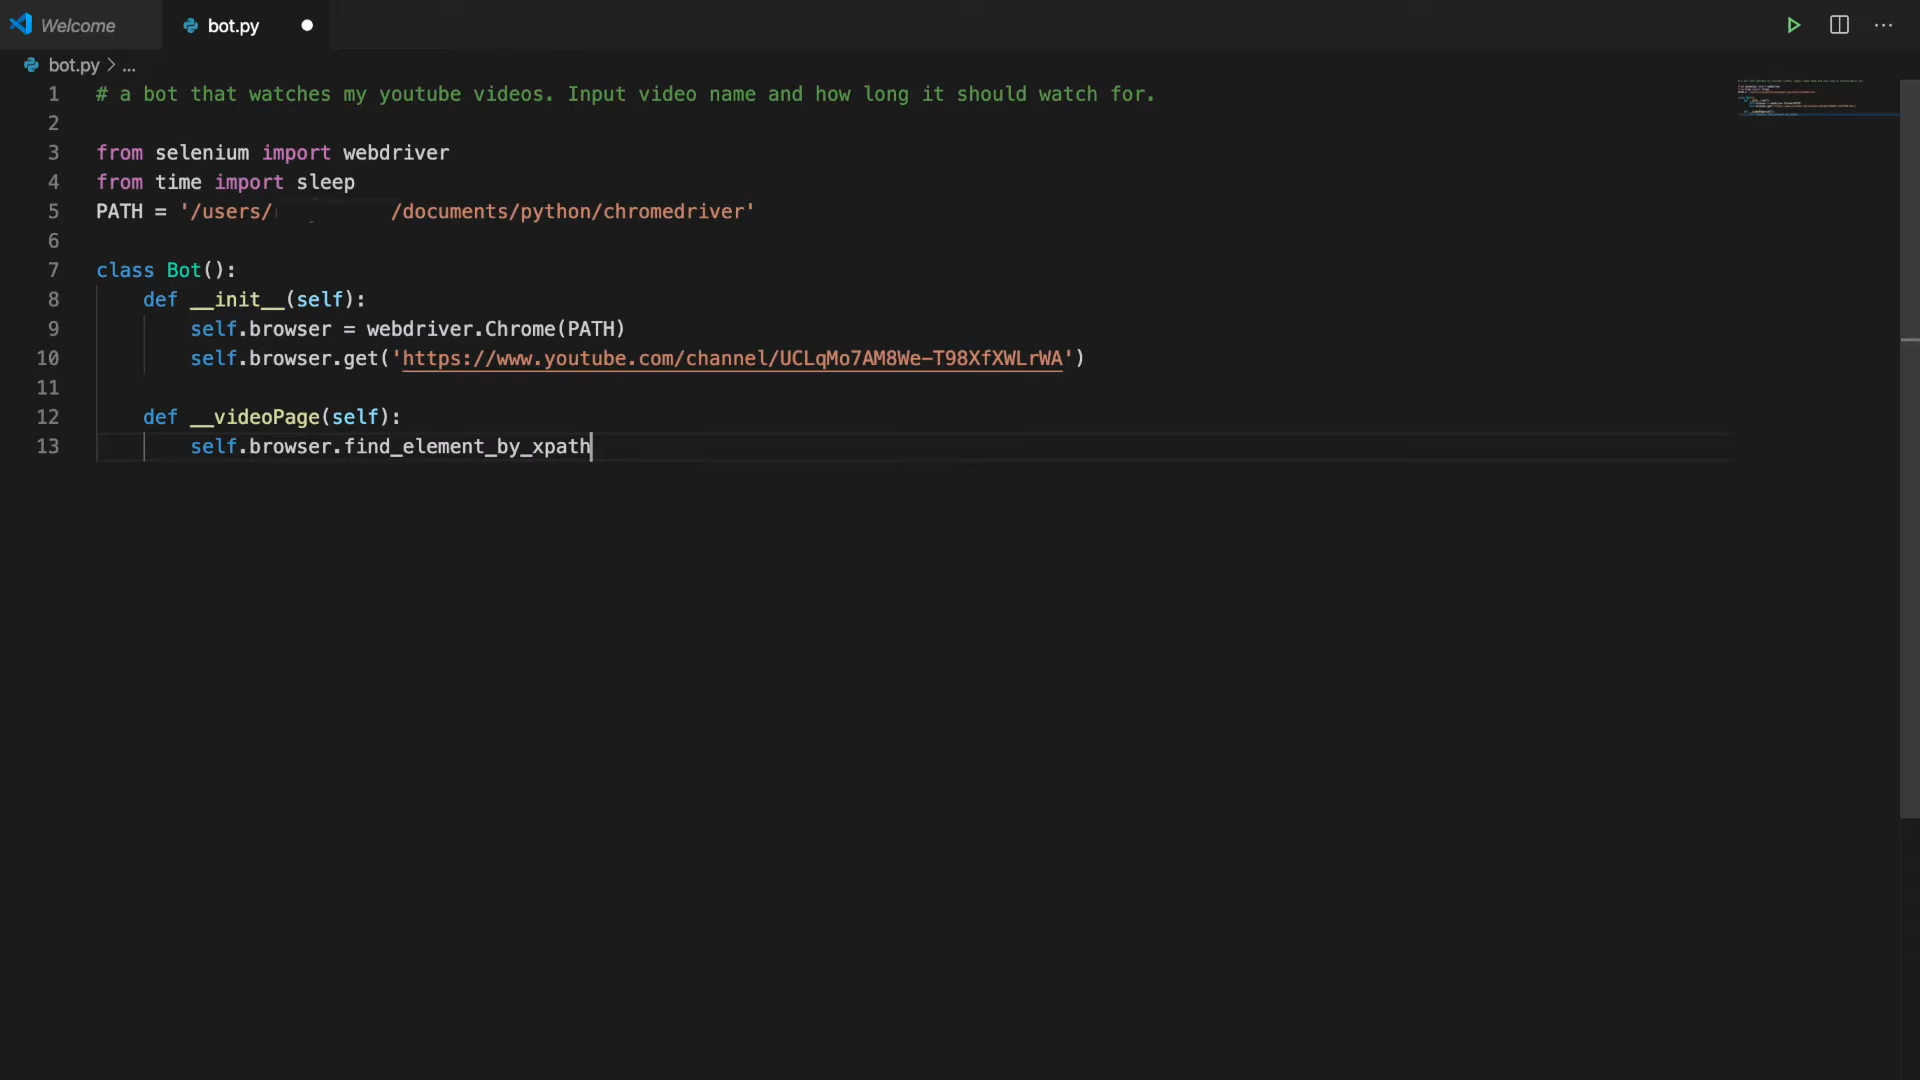 Welcome
bot.py
bot.py > ...
1 # a bot that watches my youtube videos. Input video name and how long it should watch for.
2
3 from selenium import webdriver
4 from time import sleep
5 PATH = '/users/ /documents/python/chromedriver'
6
7 class Bot():
8 def __init__(self):
9 self.browser = webdriver.Chrome(PATH)
10 self.browser.get('https://www.youtube.com/channel/UCLqMo7AM8We-T98XfXWLrWA')
11
12 def __videoPage(self):
13 self.browser.find_element_by_xpath